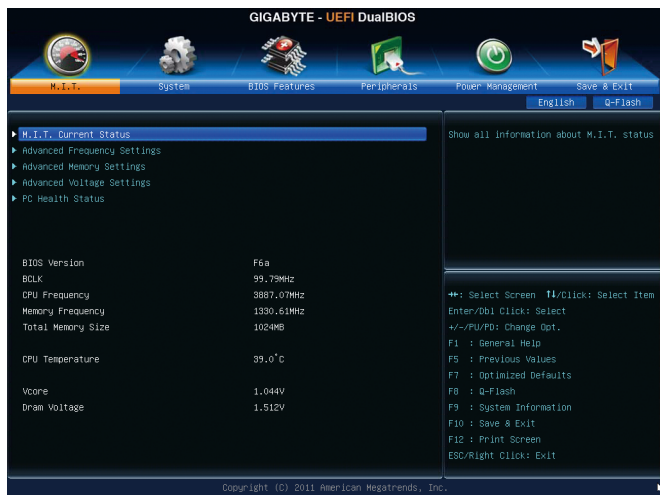 GIGABYTE - UEFI DualBIOS
M.I.T.
System
BIOS Features
Peripherals
Power Management
Save & Exit
English
Q-Flash
M.I.T. Current Status
Advanced Frequency Settings
Advanced Memory Settings
Advanced Voltage Settings
PC Health Status
Show all information about M.I.T. status
BIOS Version F6a
BCLK 99.79MHz
CPU Frequency 3887.07MHz
Memory Frequency 1330.61MHz
Total Memory Size 1024MB
CPU Temperature 39.0°C
Vcore 1.044V
Dram Voltage 1.512V
→←: Select Screen ↑↓/Click: Select Item
Enter/Dbl Click: Select
+/-/PU/PD: Change Opt.
F1 : General Help
F5 : Previous Values
F7 : Optimized Defaults
F8 : Q-Flash
F9 : System Information
F10 : Save & Exit
F12 : Print Screen
ESC/Right Click: Exit
Copyright (C) 2011 American Megatrends, Inc.